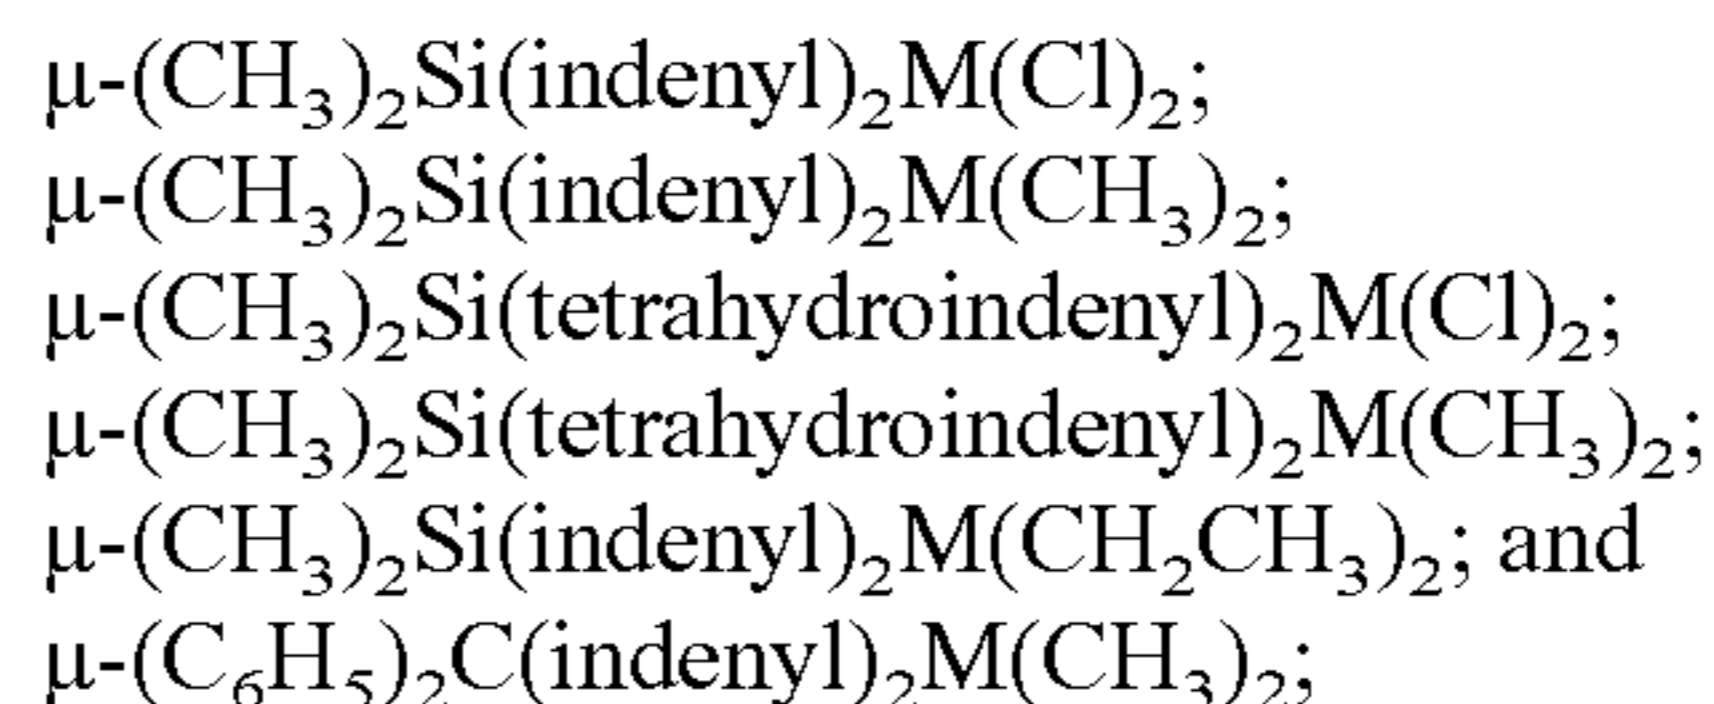 μ-(CH₃)₂Si(indenyl)₂M(Cl)₂;
μ-(CH₃)₂Si(indenyl)₂M(CH₃)₂;
μ-(CH₃)₂Si(tetrahydroindenyl)₂M(Cl)₂;
μ-(CH₃)₂Si(tetrahydroindenyl)₂M(CH₃)₂;
μ-(CH₃)₂Si(indenyl)₂M(CH₂CH₃)₂; and
μ-(C₆H₅)₂C(indenyl)₂M(CH₃)₂;